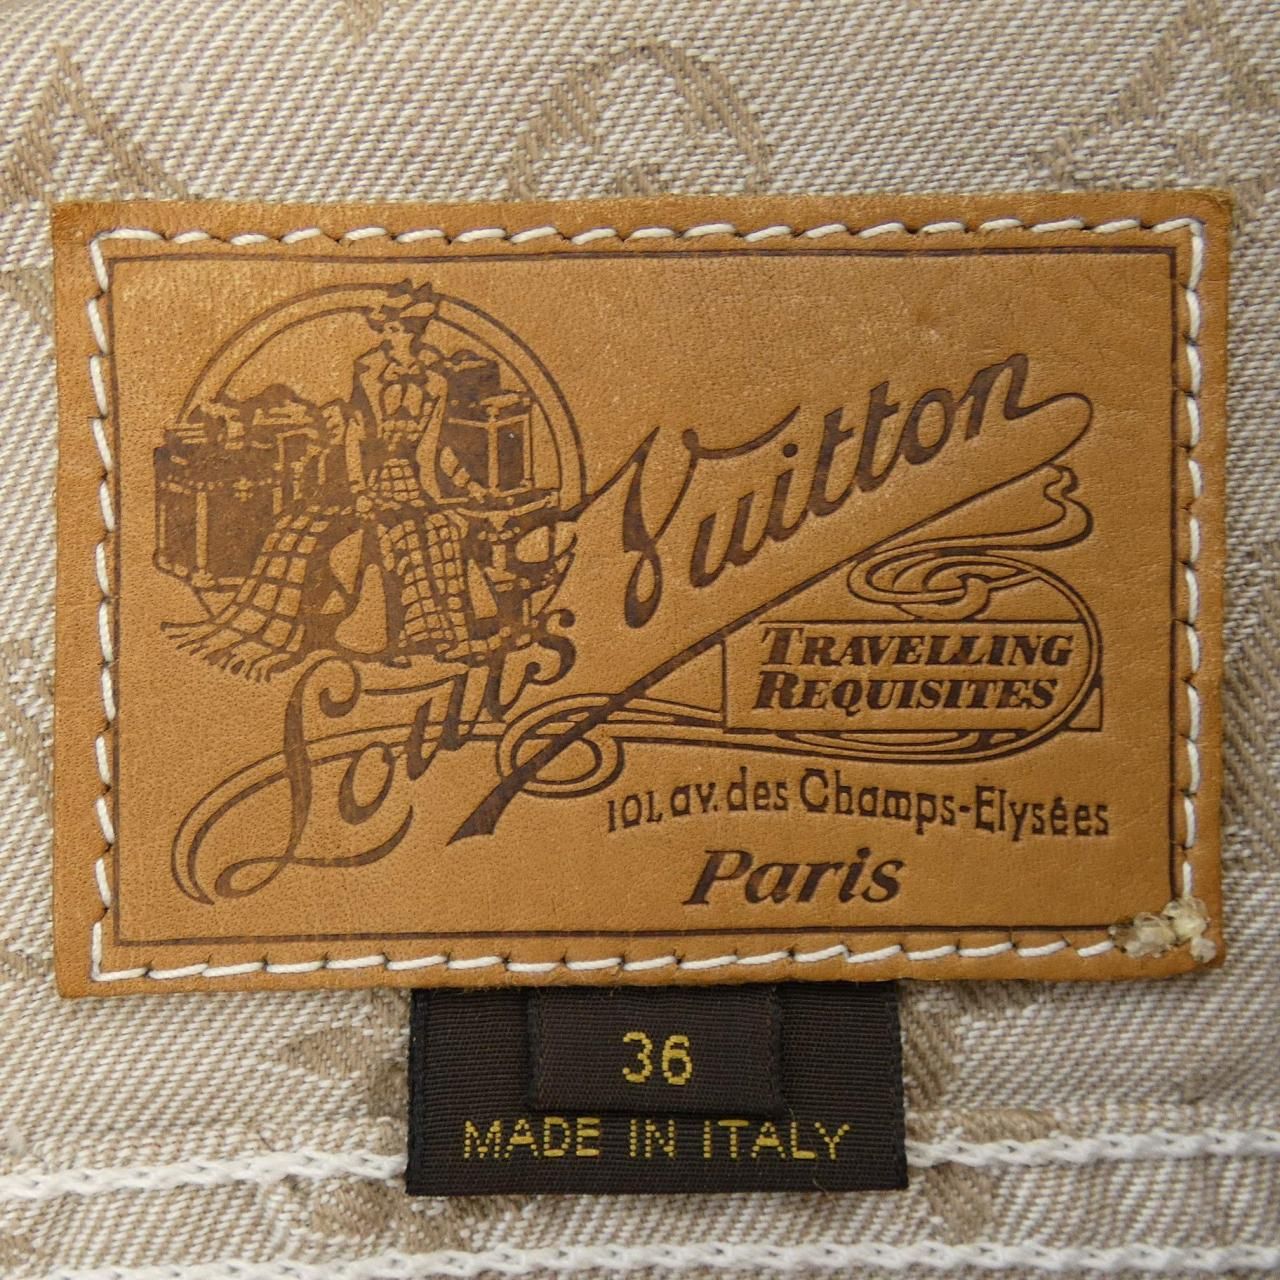 Louis Vuitton
TRAVELLING
REQUISITES
101, av. des Champs-Elysées
Paris
36
MADE IN ITALY